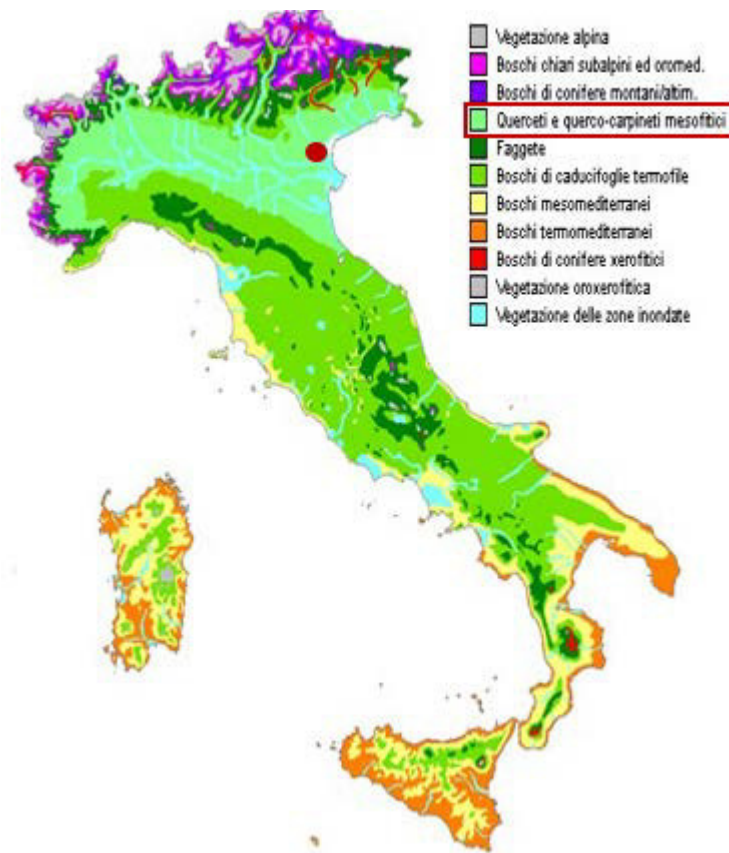 Vegetazione alpina
Boschi chiari subalpini ed oromed.
Boschi di conifere montani/altim.
Querceti e querco-carpineti mesofitici
Faggete
Boschi di caducifoglie termofile
Boschi mesomediterranei
Boschi termomediterranei
Boschi di conifere xerofitici
Vegetazione oroxerofitica
Vegetazione delle zone inondate